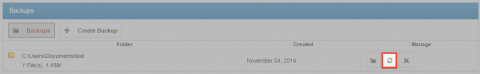 Backups
Backups Create Backup
Folder Created Manage
C:\Users\Documents\test November 04, 2014
1 File(s), 1.45M